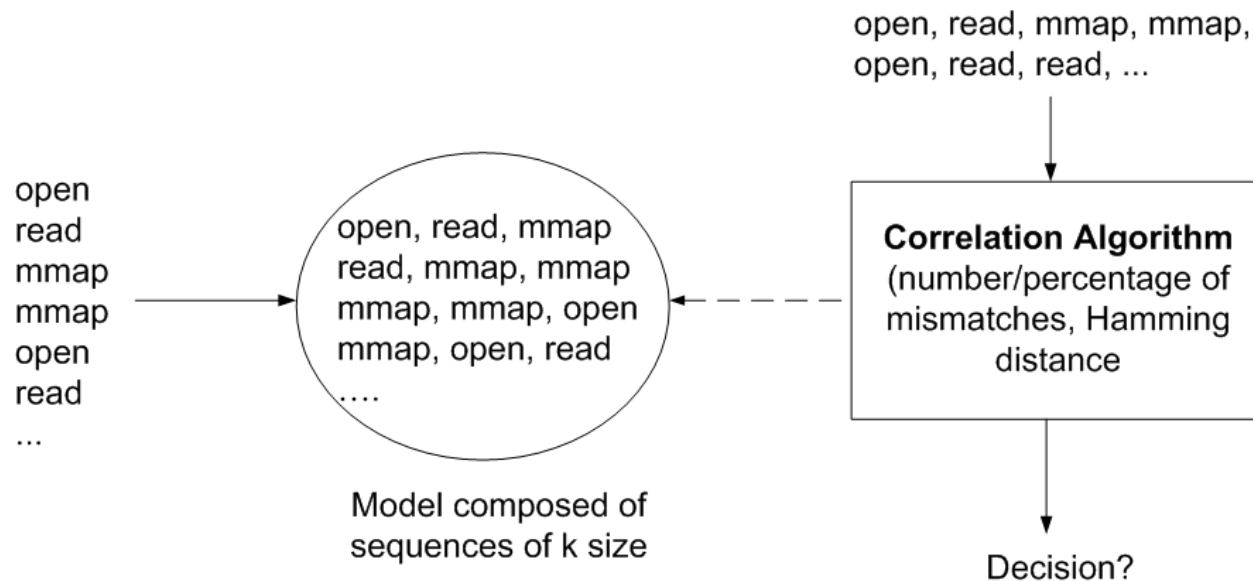 open, read, mmap, mmap,
open, read, read, ...
open
read
mmap
mmap
open
read
...
open, read, mmap
read, mmap, mmap
mmap, mmap, open
mmap, open, read
....
Model composed of
sequences of k size
Correlation Algorithm
(number/percentage of
mismatches, Hamming
distance
Decision?